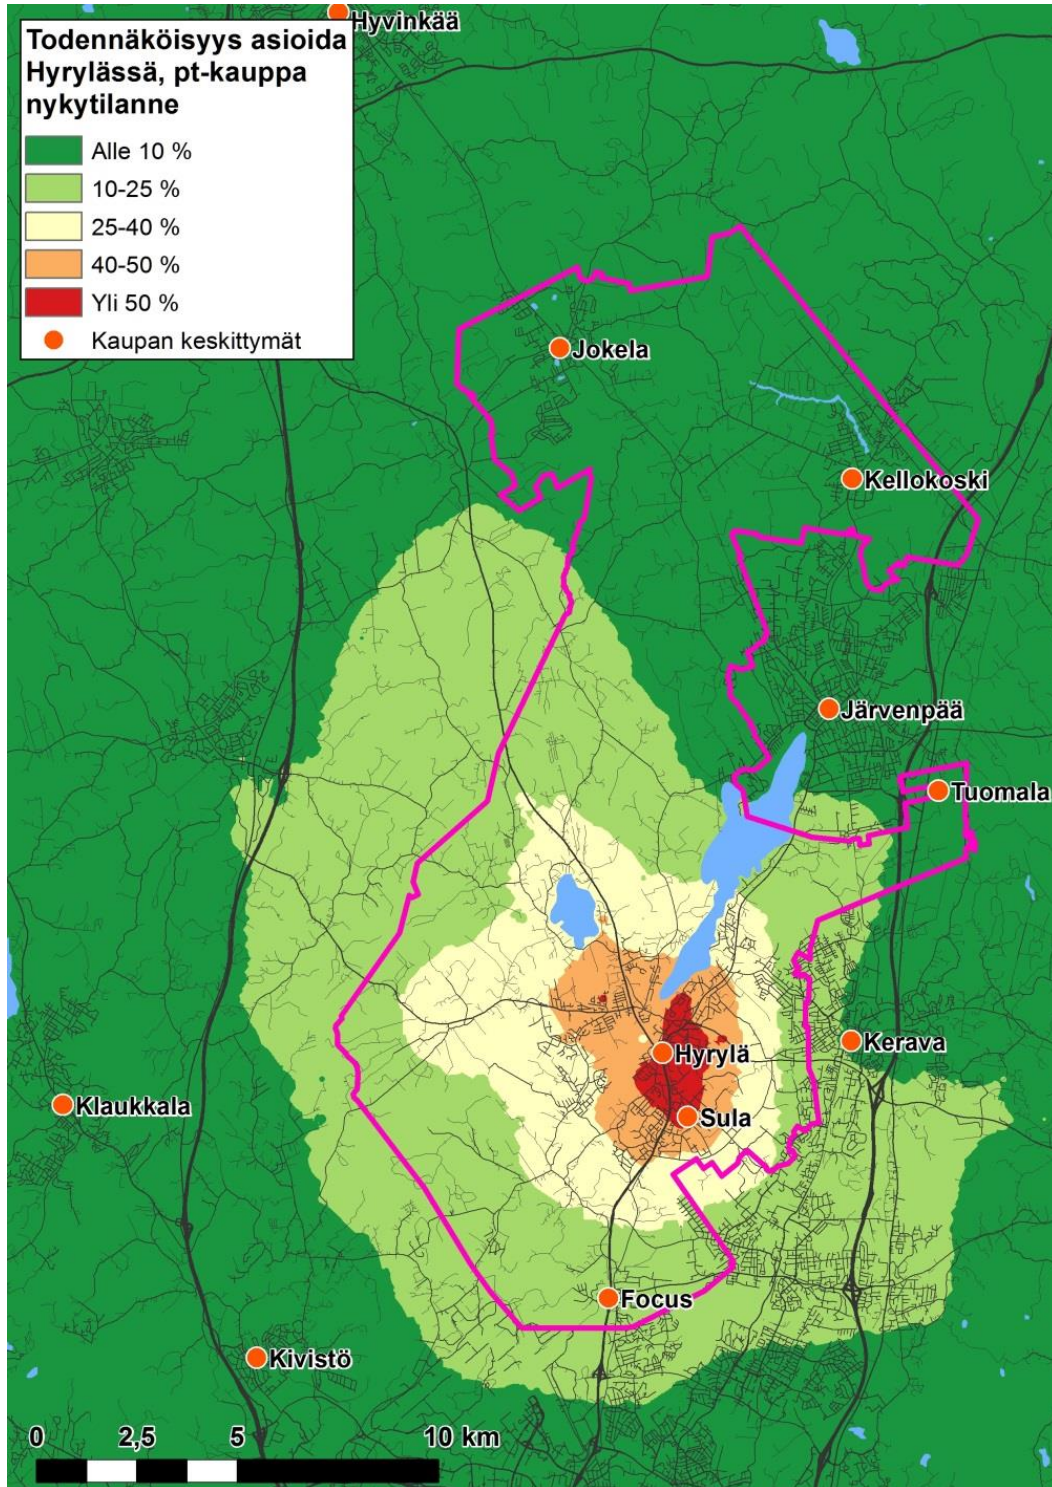 Hyvinkää
Todennäköisyys asioida
Hyrylässä, pt-kauppa
nykytilanne
Alle 10 %
10-25 %
25-40 %
40-50 %
Yli 50 %
Kaupan keskittymät
Jokela
Kellokoski
Järvenpää
Tuomala
Hyrylä
Kerava
Klaukkala
Sula
Focus
Kivistö
0 2,5 5 10 km